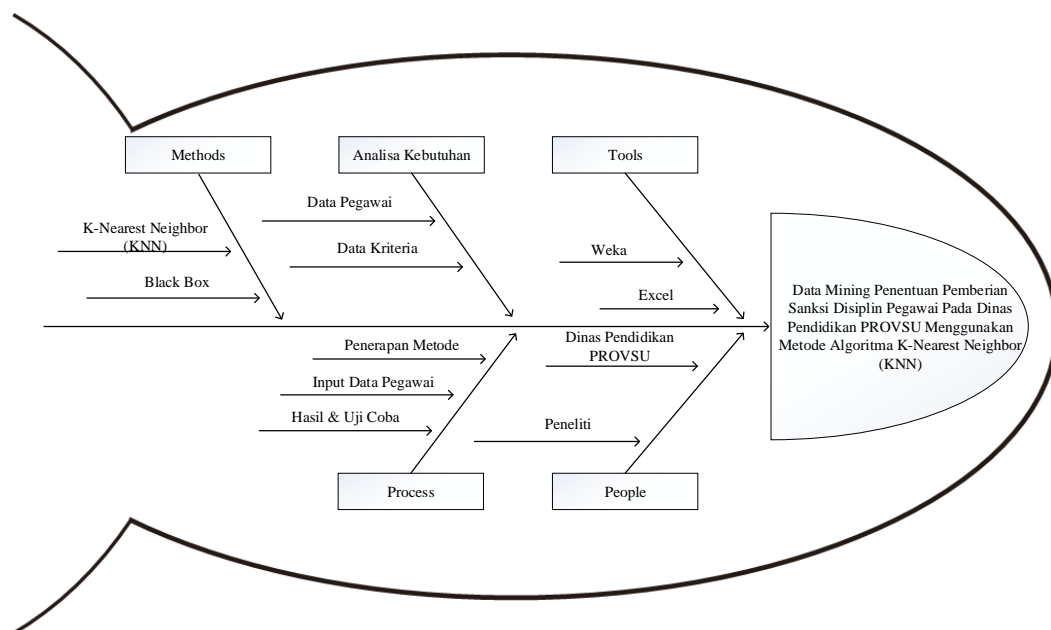 Methods
Analisa Kebutuhan
Tools
K-Nearest Neighbor
(KNN)
Black Box
Data Pegawai
Data Kriteria
Weka
Excel
Data Mining Penentuan Pemberian
Sanksi Disiplin Pegawai Pada Dinas
Pendidikan PROVSU Menggunakan
Metode Algoritma K-Nearest Neighbor
(KNN)
Penerapan Metode
Input Data Pegawai
Hasil & Uji Coba
Dinas Pendidikan
PROVSU
Peneliti
Process
People